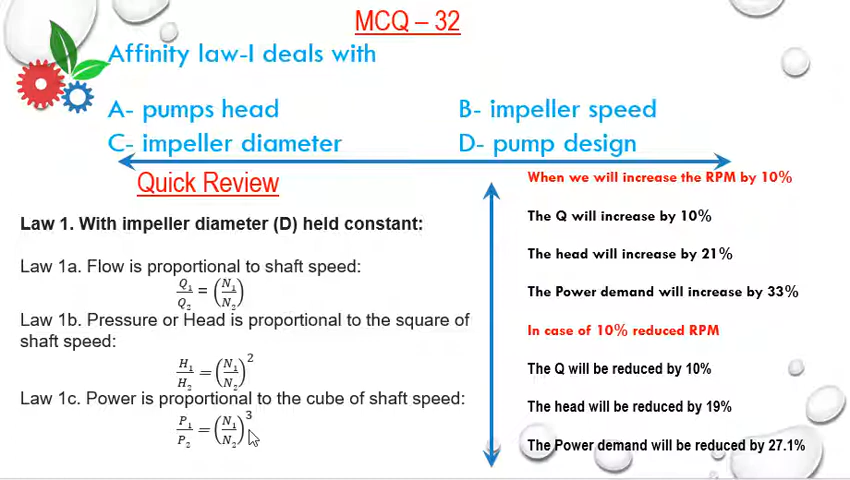 MCQ – 32
Affinity law-I deals with
A- pumps head
B- impeller speed
C- impeller diameter
D- pump design
Quick Review
Law 1. With impeller diameter (D) held constant:
Law 1a. Flow is proportional to shaft speed:
Q₁/Q₂ = (N₁/N₂)
Law 1b. Pressure or Head is proportional to the square of
shaft speed:
H₁/H₂ = (N₁/N₂)²
Law 1c. Power is proportional to the cube of shaft speed:
P₁/P₂ = (N₁/N₂)³
When we will increase the RPM by 10%
The Q will increase by 10%
The head will increase by 21%
The Power demand will increase by 33%
In case of 10% reduced RPM
The Q will be reduced by 10%
The head will be reduced by 19%
The Power demand will be reduced by 27.1%